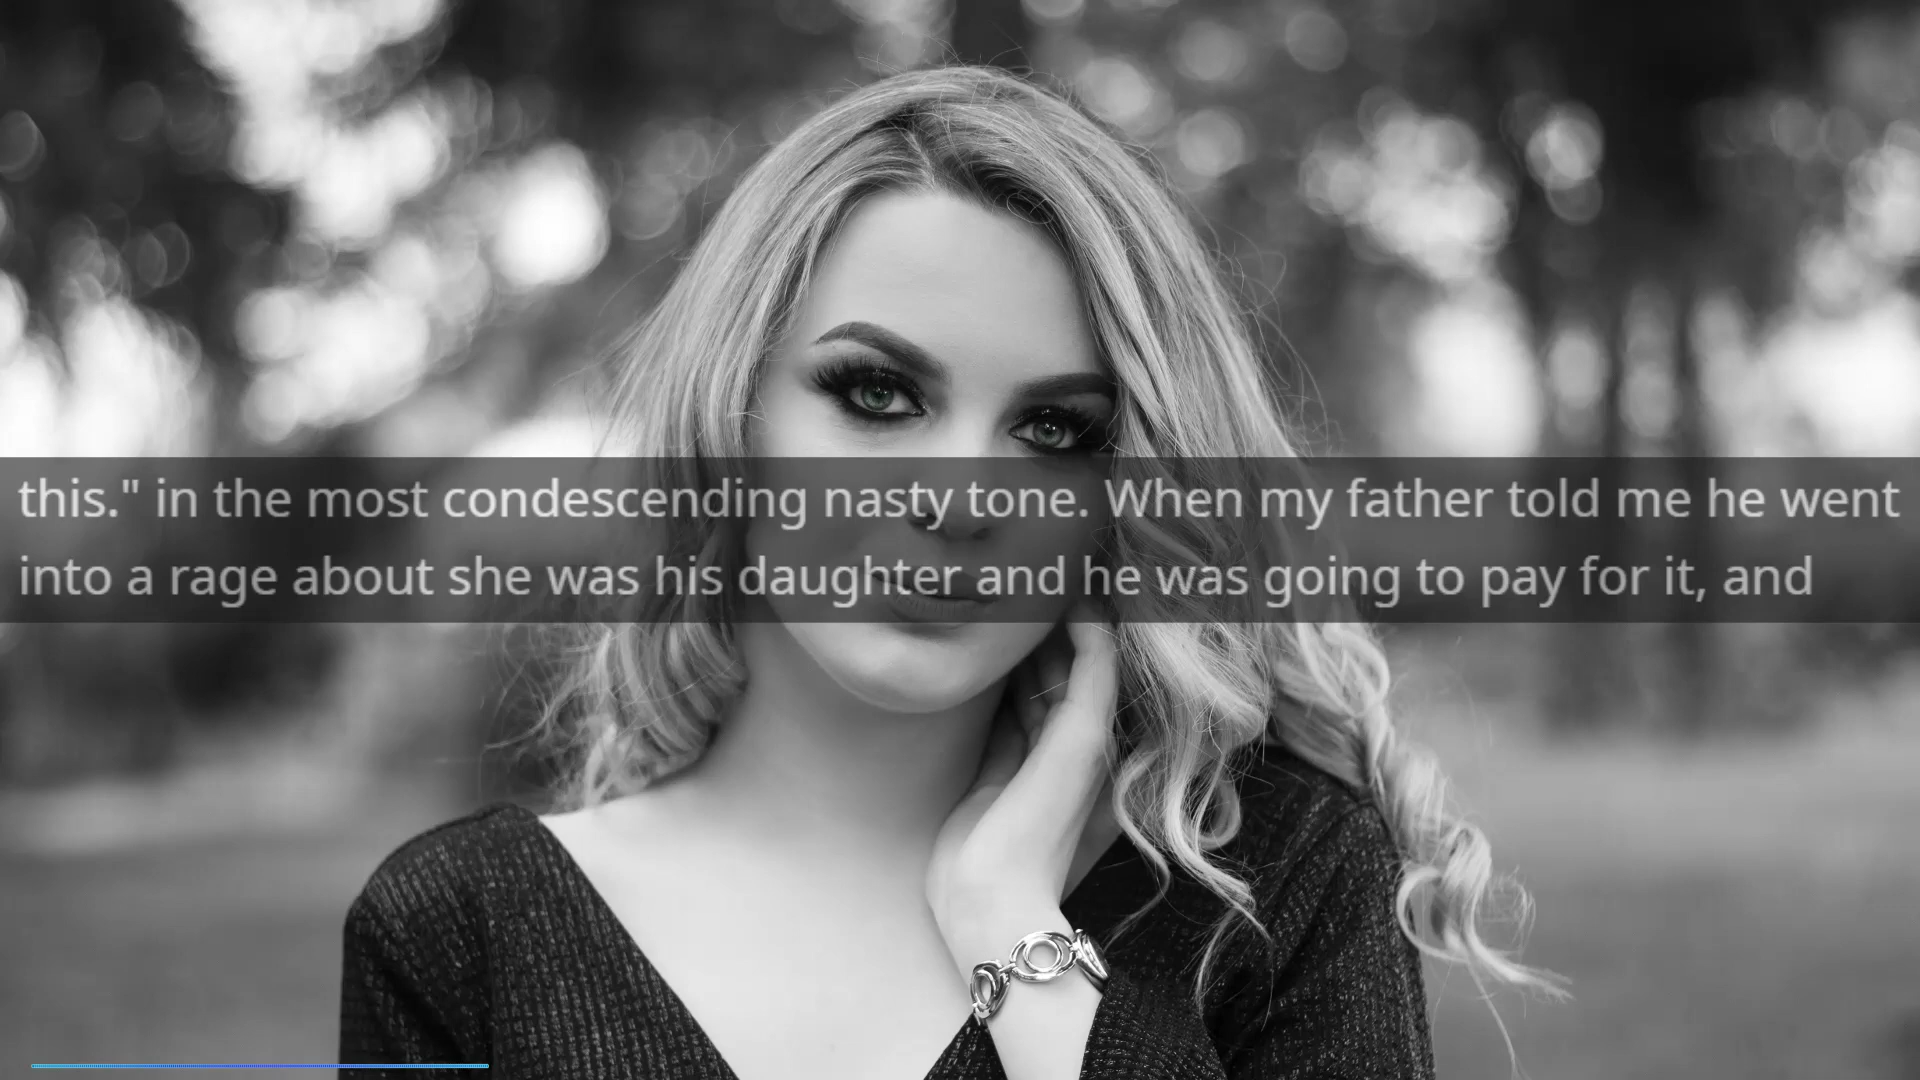 this." in the most condescending nasty tone. When my father told me he went
into a rage about she was his daughter and he was going to pay for it, and